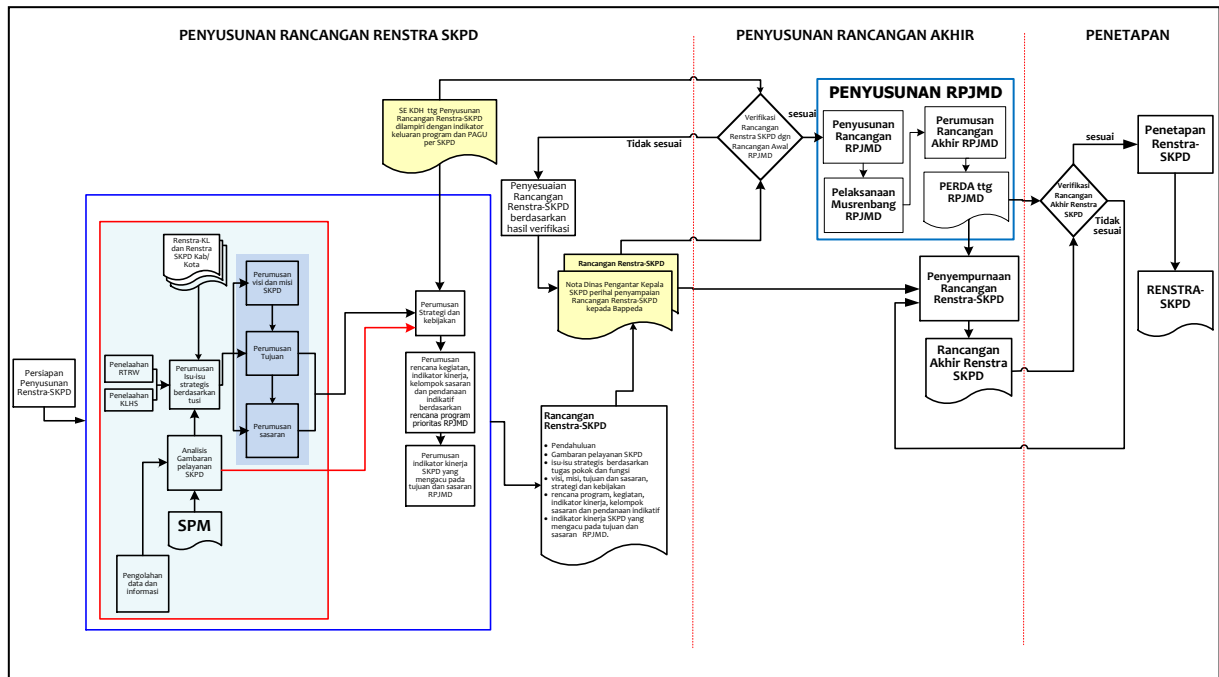 PENYUSUNAN RANCANGAN RENSTRA SKPD
PENYUSUNAN RANCANGAN AKHIR
PENETAPAN
SE KDH ttg Penyusunan
Rancangan Renstra-SKPD
dilampiri dengan indikator
keluaran program dan PAGU
per SKPD
Verifikasi
Rancangan
Renstra SKPD dgn
Rancangan Awal
RPJMD
sesuai
Tidak sesuai
PENYUSUNAN RPJMD
Penyusunan
Rancangan
RPJMD
Perumusan
Rancangan
Akhir RPJMD
Pelaksanaan
Musrenbang
RPJMD
PERDA ttg
RPJMD
Verifikasi
Rancangan
Akhir Renstra
SKPD
sesuai
Tidak
sesuai
Penetapan
Renstra-
SKPD
RENSTRA-
SKPD
Penyesuaian
Rancangan
Renstra-SKPD
berdasarkan
hasil verifikasi
Rancangan Renstra-SKPD
Nota Dinas Pengantar Kepala
SKPD perihal penyampaian
Rancangan Renstra-SKPD
kepada Bappeda
Penyempurnaan
Rancangan
Renstra-SKPD
Rancangan
Akhir Renstra
SKPD
Persiapan
Penyusunan
Renstra-SKPD
Renstra-KL
dan Renstra
SKPD Kab/
Kota
Penelaahan
RTRW
Penelaahan
KLHS
Perumusan
Isu-isu
strategis
berdasarkan
tusi
Perumusan
visi dan misi
SKPD
Perumusan
Tujuan
Perumusan
sasaran
Analisis
Gambaran
pelayanan
SKPD
SPM
Pengolahan
data dan
informasi
Perumusan
Strategi dan
kebijakan
Perumusan
rencana kegiatan,
indikator kinerja,
kelompok sasaran
dan pendanaan
indikatif
berdasarkan
rencana program
prioritas RPJMD
Perumusan
indikator kinerja
SKPD yang
mengacu pada
tujuan dan sasaran
RPJMD
Rancangan
Renstra-SKPD
• Pendahuluan
• Gambaran pelayanan SKPD
• isu-isu strategis berdasarkan
tugas pokok dan fungsi
• visi, misi, tujuan dan sasaran,
strategi dan kebijakan
• rencana program, kegiatan,
indikator kinerja, kelompok
sasaran dan pendanaan indikatif
• indikator kinerja SKPD yang
mengacu pada tujuan dan
sasaran RPJMD.